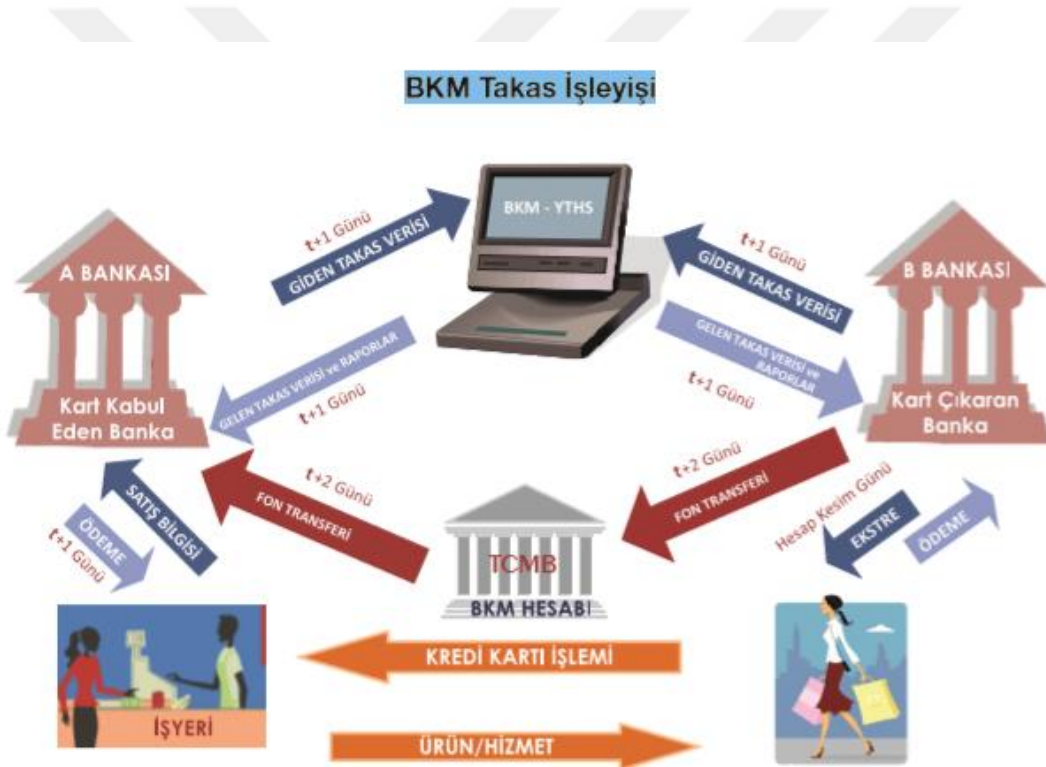 BKM Takas İşleyişi
BKM - YTHS
t+1 Günü
GİDEN TAKAS VERİSİ
t+1 Günü
GİDEN TAKAS VERİSİ
A BANKASI
B BANKASI
GELEN TAKAS VERİSİ ve RAPORLAR
t+1 Günü
GELEN TAKAS VERİSİ ve
RAPORLAR
t+1 Günü
Kart Kabul
Eden Banka
Kart Çıkaran
Banka
t+2 Günü
FON TRANSFERİ
t+2 Günü
FON TRANSFERİ
SATIŞ BİLGİSİ
ÖDEME
t+1 Günü
Hesap Kesim Günü
EKSTRE
ÖDEME
TCMB
BKM HESABI
KREDİ KARTI İŞLEMİ
İŞYERİ
ÜRÜN/HİZMET